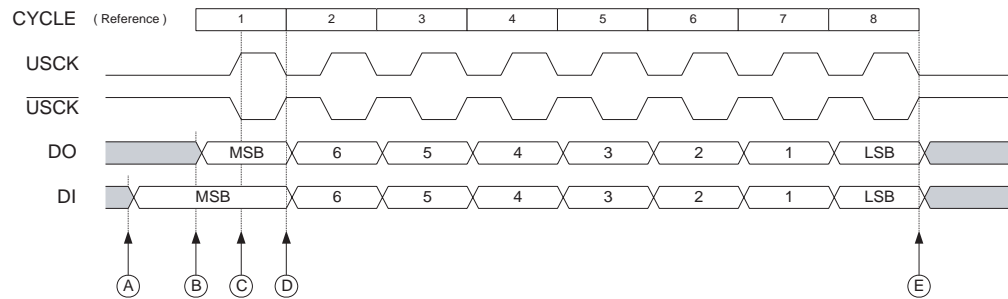 CYCLE ( Reference ) 1 2 3 4 5 6 7 8
USCK
USCK
DO MSB 6 5 4 3 2 1 LSB
DI MSB 6 5 4 3 2 1 LSB
A B C D E